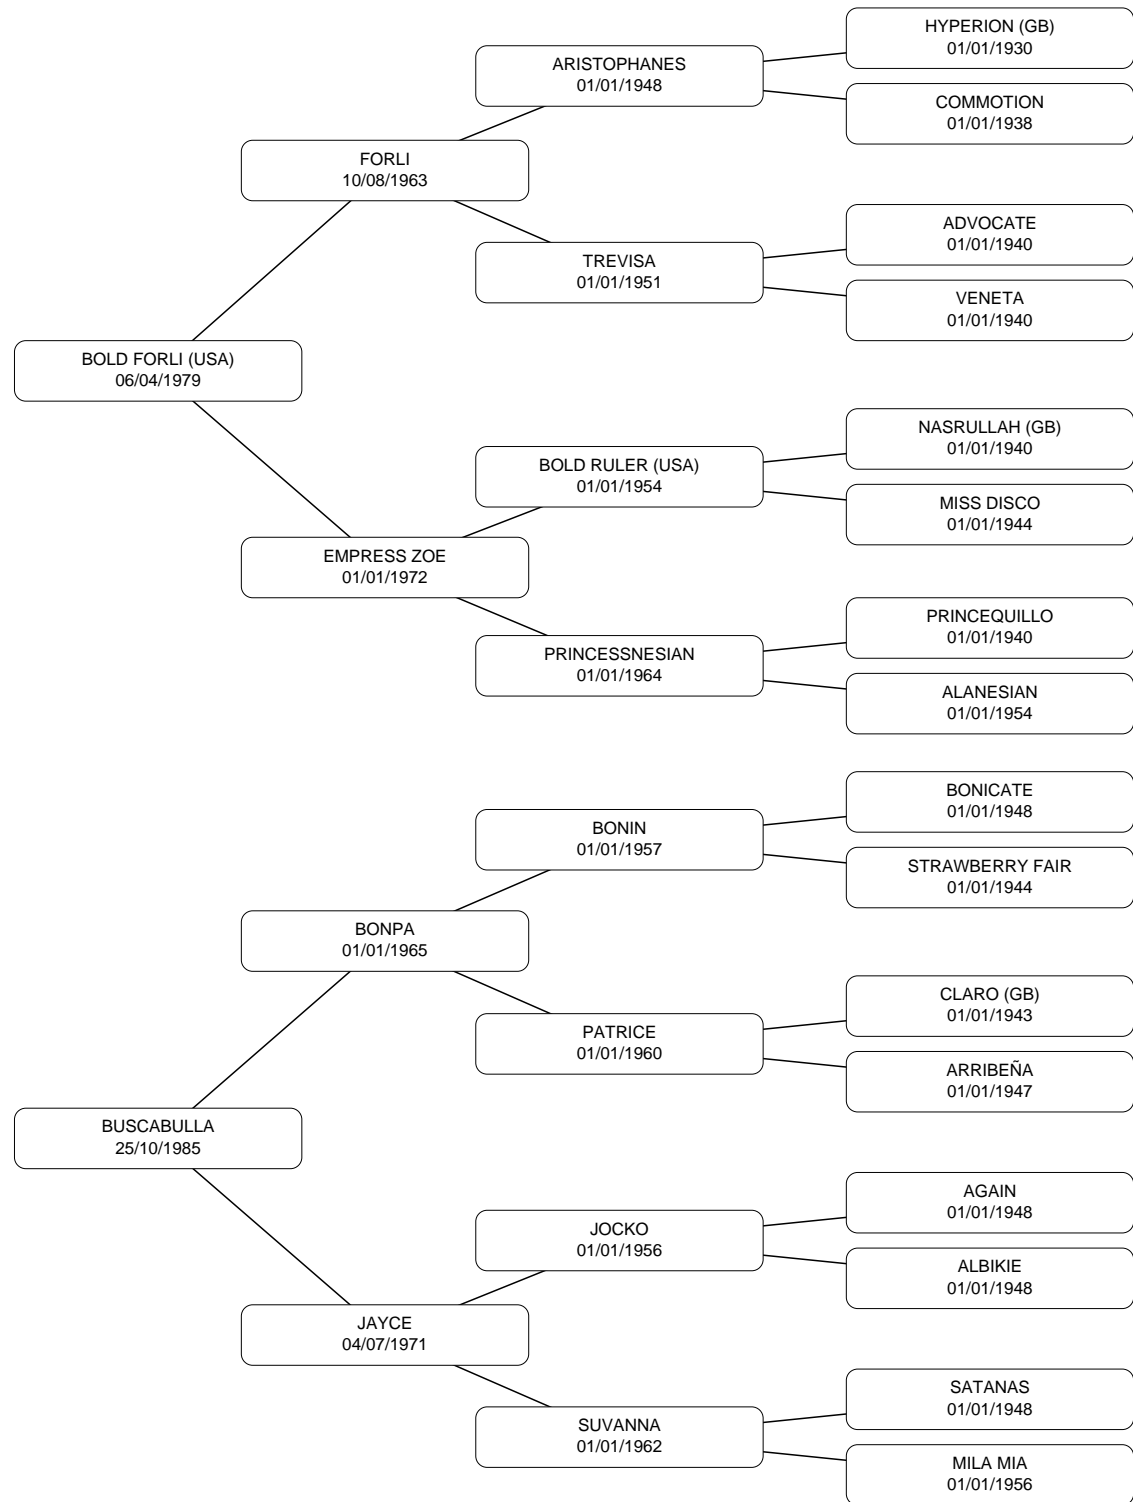 HYPERION (GB)
01/01/1930
ARISTOPHANES
01/01/1948
COMMOTION
01/01/1938
FORLI
10/08/1963
ADVOCATE
01/01/1940
TREVISA
01/01/1951
VENETA
01/01/1940
BOLD FORLI (USA)
06/04/1979
NASRULLAH (GB)
01/01/1940
BOLD RULER (USA)
01/01/1954
MISS DISCO
01/01/1944
EMPRESS ZOE
01/01/1972
PRINCEQUILLO
01/01/1940
PRINCESSNESIAN
01/01/1964
ALANESIAN
01/01/1954
BONICATE
01/01/1948
BONIN
01/01/1957
STRAWBERRY FAIR
01/01/1944
BONPA
01/01/1965
CLARO (GB)
01/01/1943
PATRICE
01/01/1960
ARRIBEÑA
01/01/1947
BUSCABULLA
25/10/1985
AGAIN
01/01/1948
JOCKO
01/01/1956
ALBIKIE
01/01/1948
JAYCE
04/07/1971
SATANAS
01/01/1948
SUVANNA
01/01/1962
MILA MIA
01/01/1956